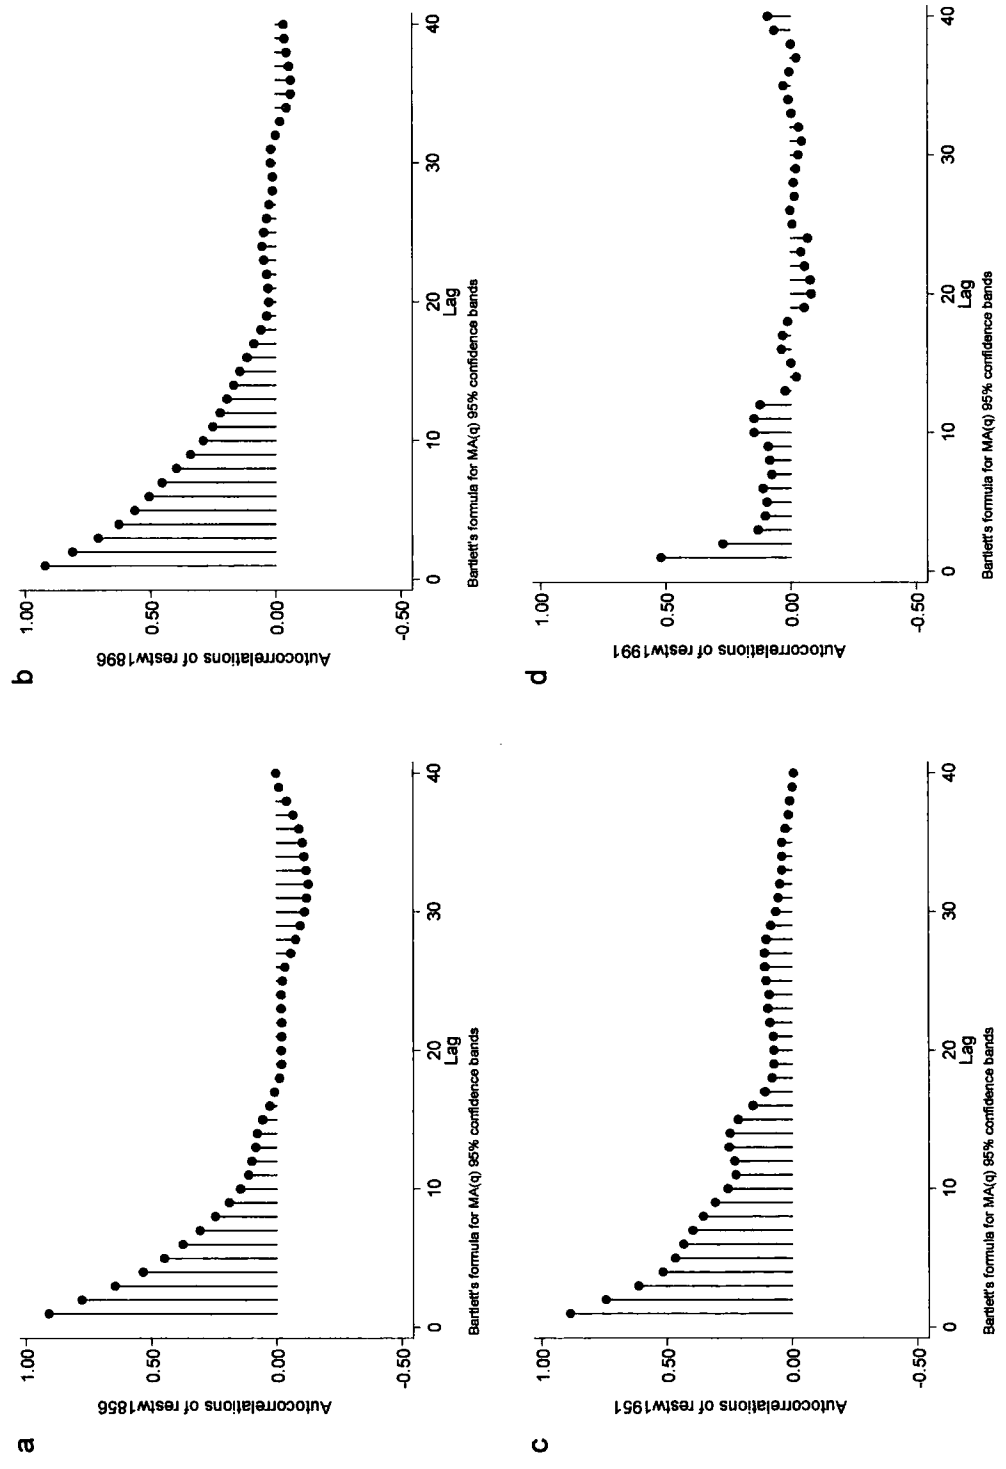 a
Autocorrelations of restw1856
1.00
0.50
0.00
-0.50
0
10
20
30
40
Lag
Bartlett's formula for MA(q) 95% confidence bands
b
Autocorrelations of restw1896
1.00
0.50
0.00
-0.50
0
10
20
30
40
Lag
Bartlett's formula for MA(q) 95% confidence bands
c
Autocorrelations of restw1951
1.00
0.50
0.00
-0.50
0
10
20
30
40
Lag
Bartlett's formula for MA(q) 95% confidence bands
d
Autocorrelations of restw1991
1.00
0.50
0.00
-0.50
0
10
20
30
40
Lag
Bartlett's formula for MA(q) 95% confidence bands